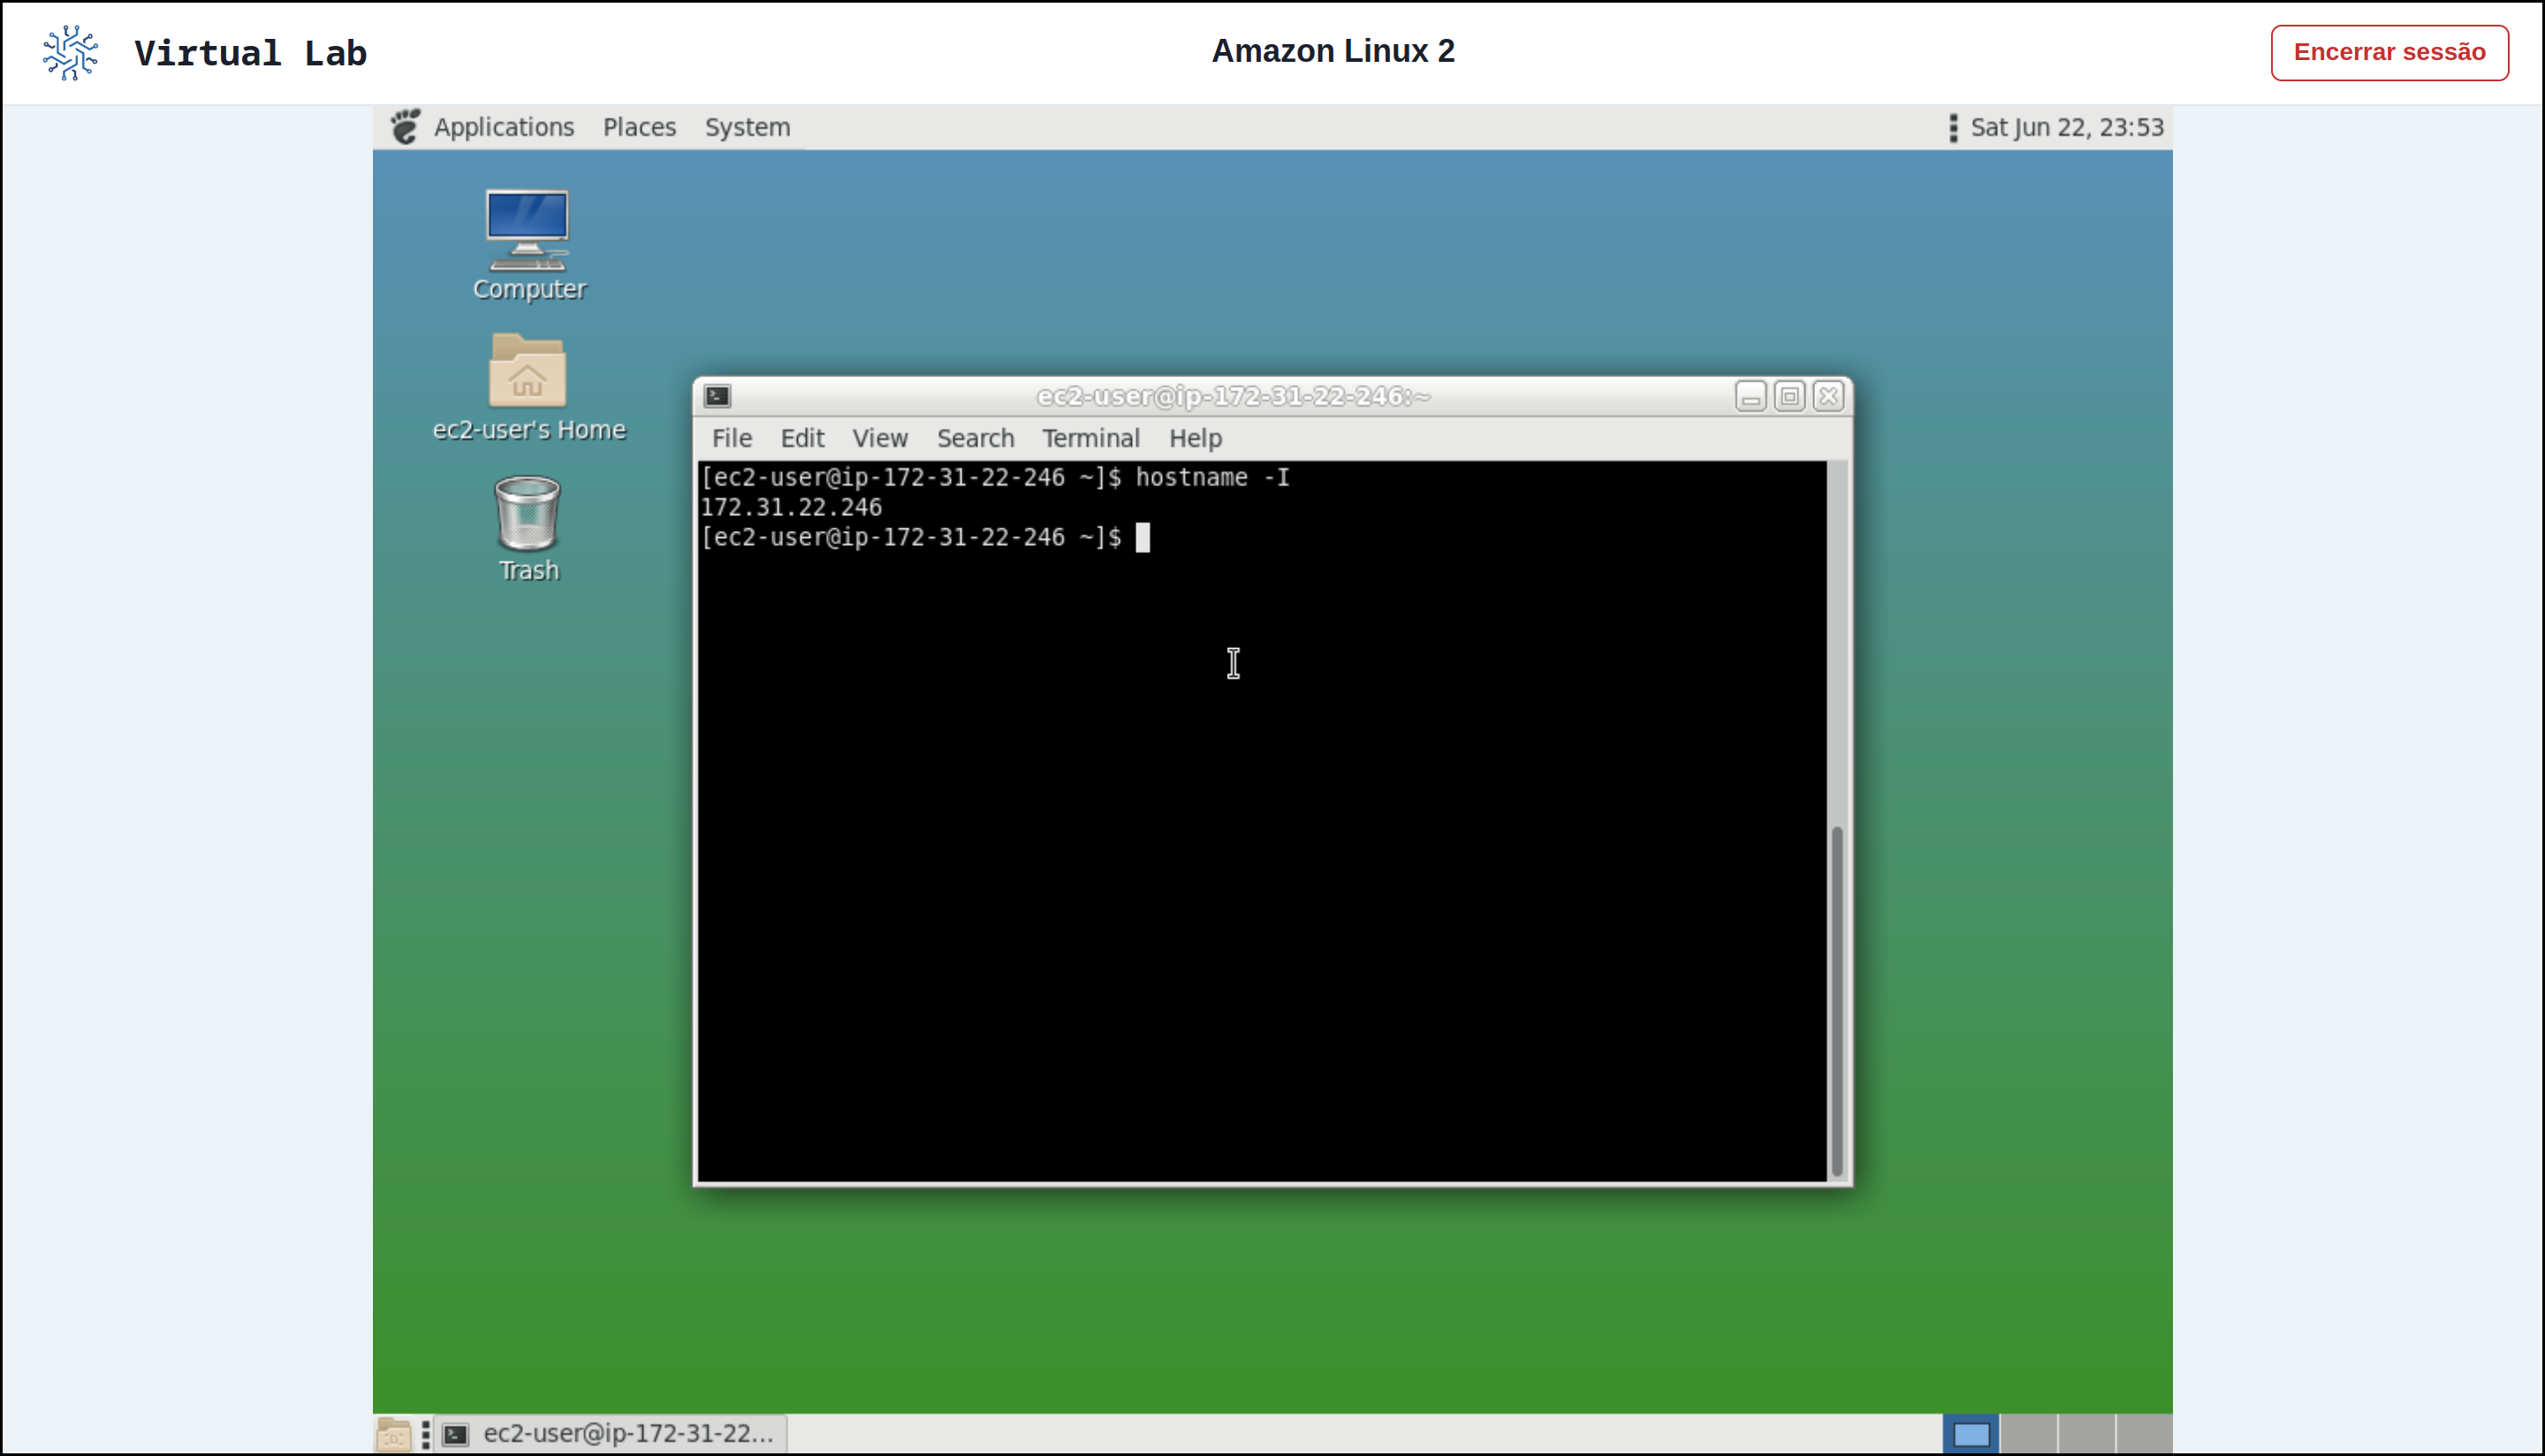 Virtual Lab
Amazon Linux 2
Encerrar sessão
Applications Places System
Sat Jun 22, 23:53
Computer
ec2-user's Home
Trash
ec2-user@ip-172-31-22-246:~
File Edit View Search Terminal Help
[ec2-user@ip-172-31-22-246 ~]$ hostname -I
172.31.22.246
[ec2-user@ip-172-31-22-246 ~]$
ec2-user@ip-172-31-22...